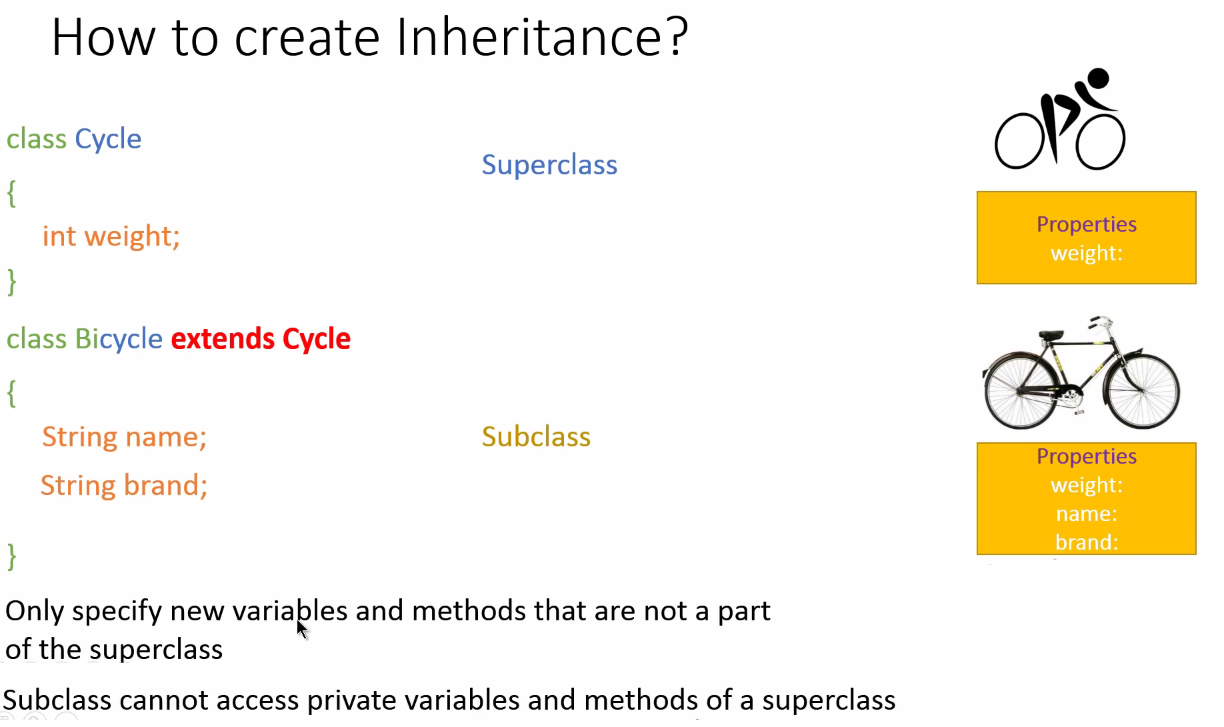 How to create Inheritance?
class Cycle
Superclass
{
int weight;
}
Properties
weight:
class Bicycle extends Cycle
{
String name;
Subclass
String brand;
}
Properties
weight:
name:
brand:
Only specify new variables and methods that are not a part
of the superclass
Subclass cannot access private variables and methods of a superclass